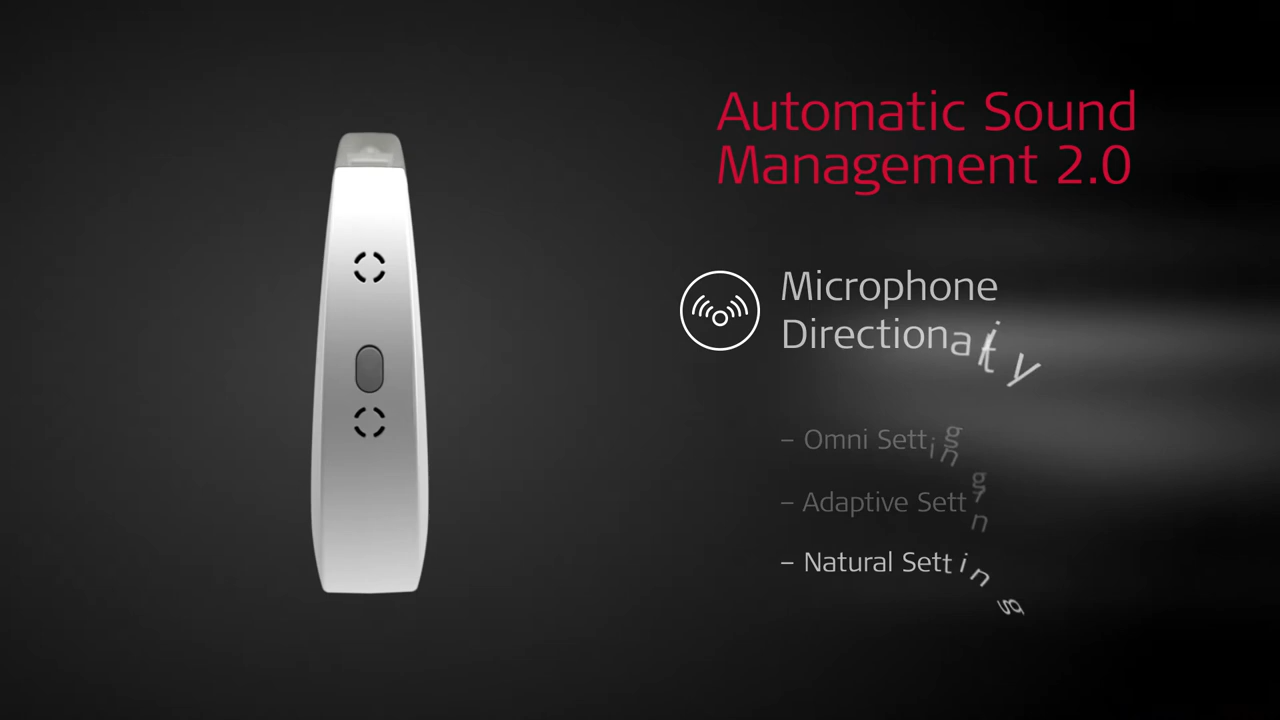 Automatic Sound
Management 2.0
Microphone
Directionality
– Omni Setting
– Adaptive Setting
– Natural Setting